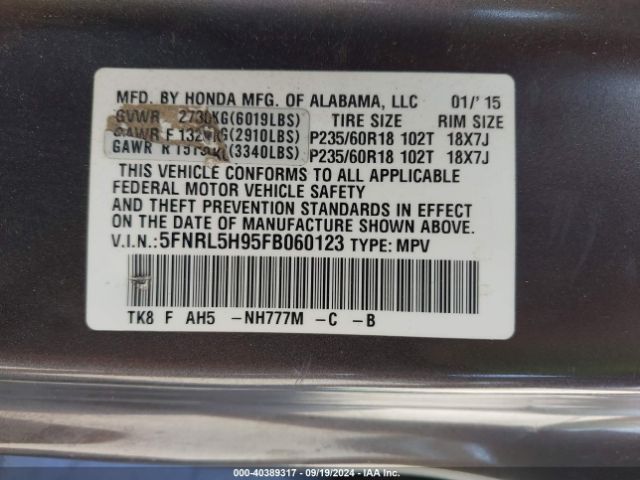 MFD. BY HONDA MFG. OF ALABAMA, LLC 01/'15
GVWR 2730KG(6019LBS) TIRE SIZE RIM SIZE
GAWR F (2910LBS) P235/60R18 102T 18X7J
GAWR R (3340LBS) P235/60R18 102T 18X7J
THIS VEHICLE CONFORMS TO ALL APPLICABLE
FEDERAL MOTOR VEHICLE SAFETY
AND THEFT PREVENTION STANDARDS IN EFFECT
ON THE DATE OF MANUFACTURE SHOWN ABOVE.
V.I.N.: 5FNRL5H95FB060123 TYPE: MPV
TK8 F AH5 -NH777M -C -B
000-40389317 - 09/19/2024 - IAA Inc.